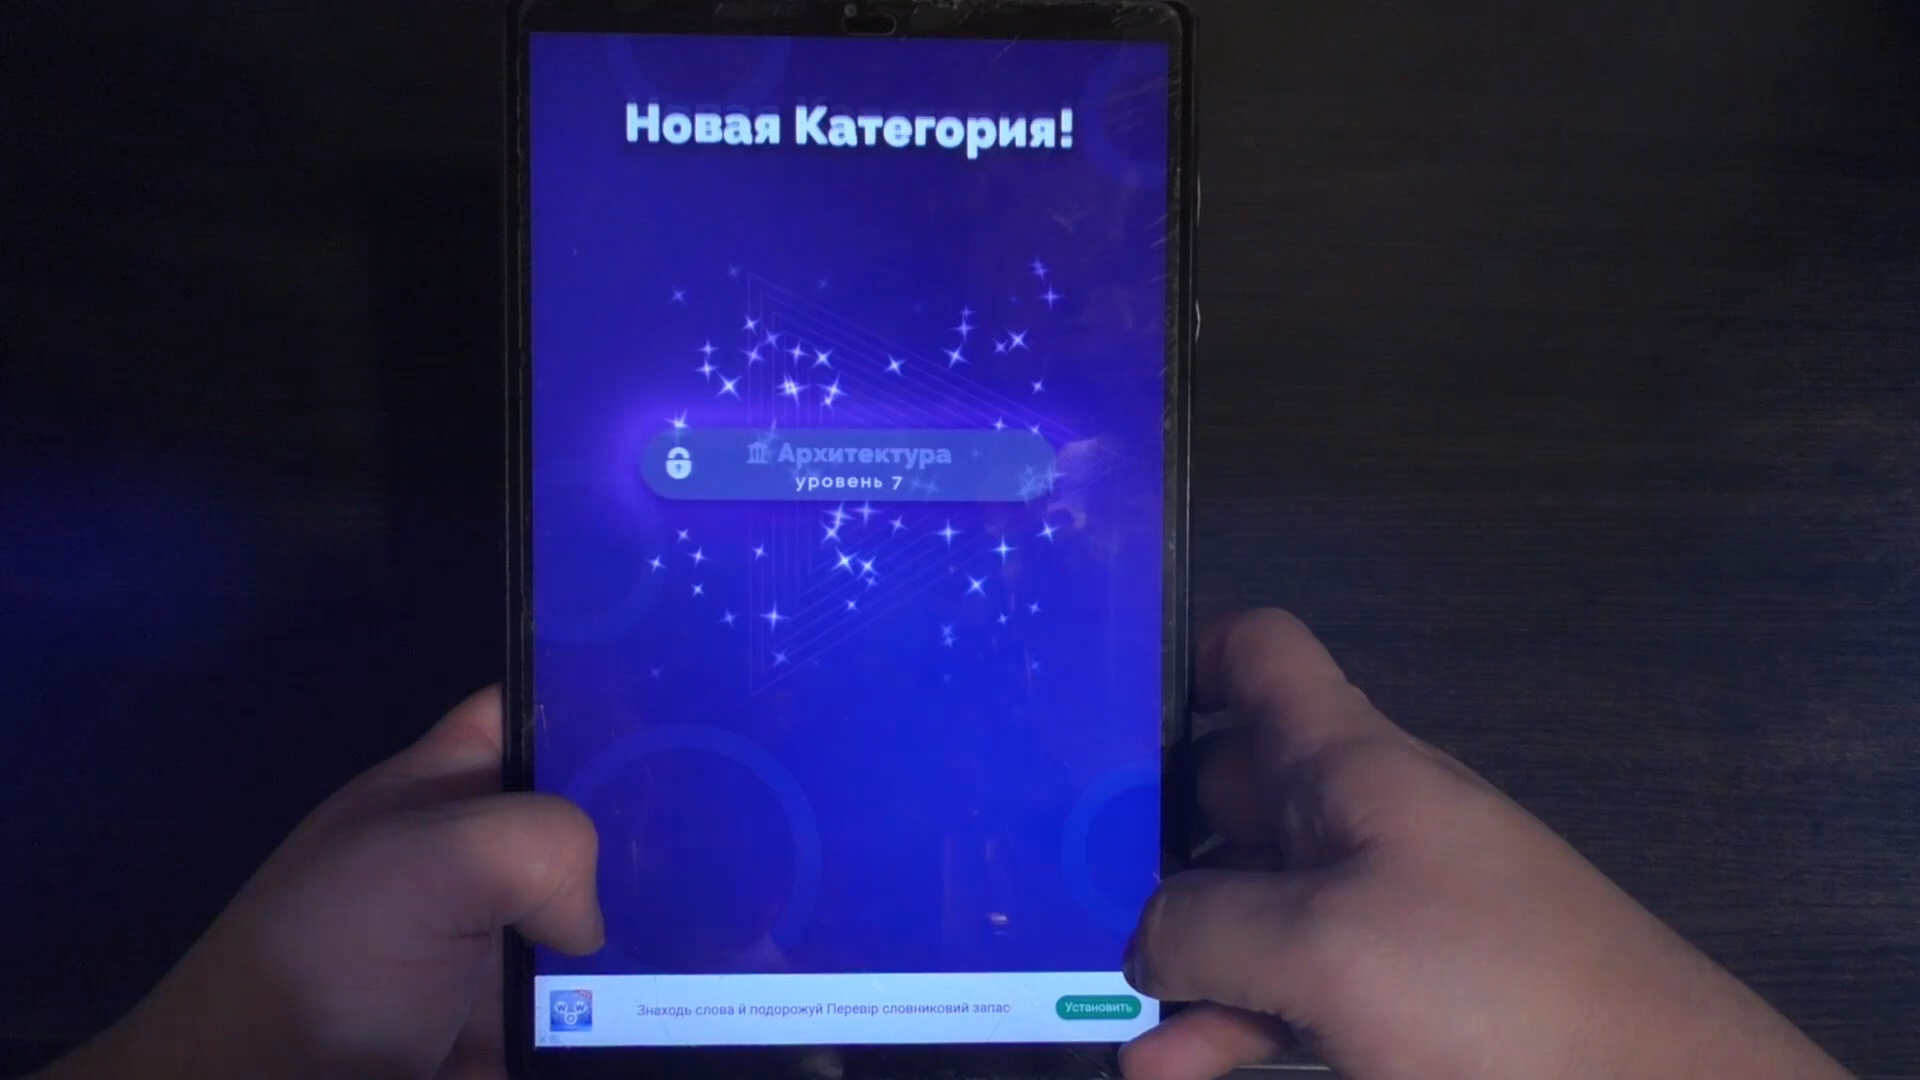 Новая Категория!
Архитектура
уровень 7
Знаходь слова й подорожуй Перевір словниковий запас
Установить